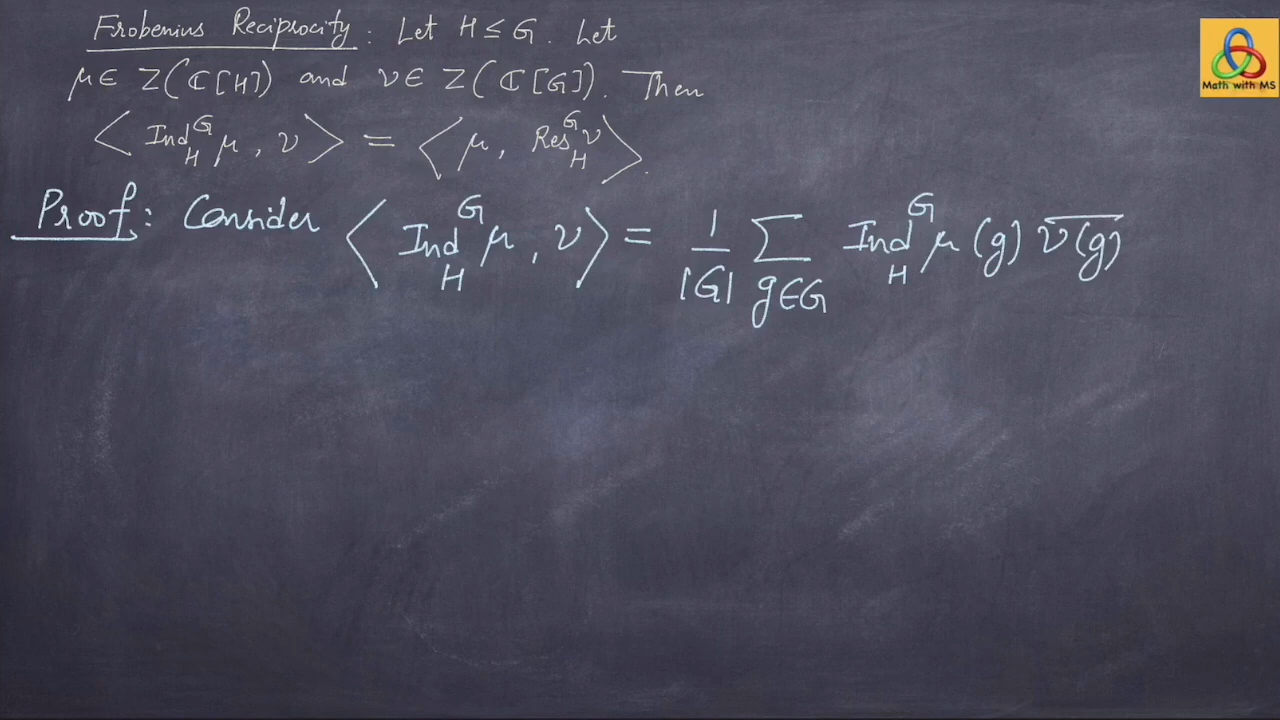 Frobenius Reciprocity: Let H ≤ G. Let
μ ∈ Z(ℂ[H]) and ν ∈ Z(ℂ[G]). Then
⟨Ind_H^G μ, ν⟩ = ⟨μ, Res_H^G ν⟩.
Proof: Consider ⟨Ind_H^G μ, ν⟩ = 1/|G| ∑_{g∈G} Ind_H^G μ(g) \overline{ν(g)}
Math with MS